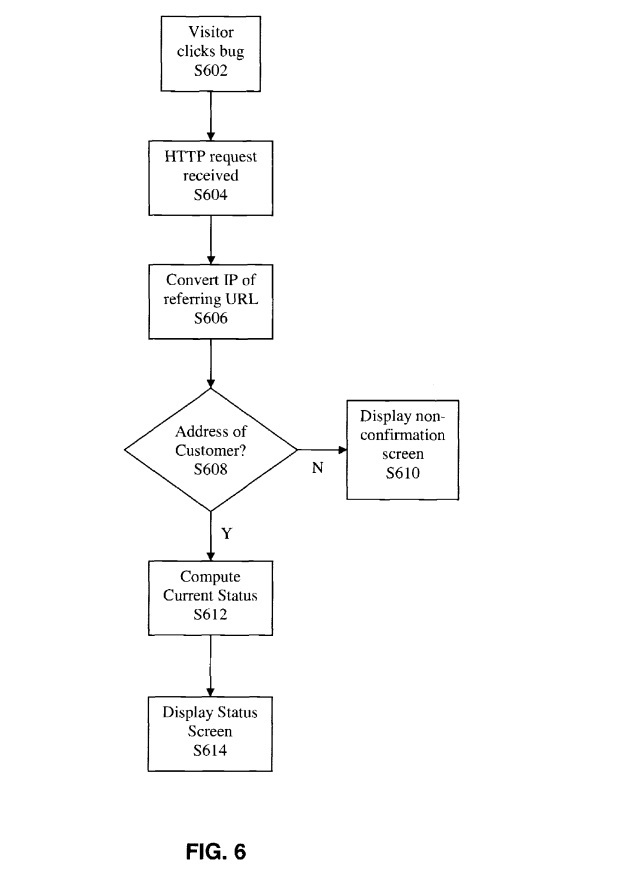 Visitor
clicks bug
S602
HTTP request
received
S604
Convert IP of
referring URL
S606
Address of
Customer?
S608
N
Display non-
confirmation
screen
S610
Y
Compute
Current Status
S612
Display Status
Screen
S614
FIG. 6